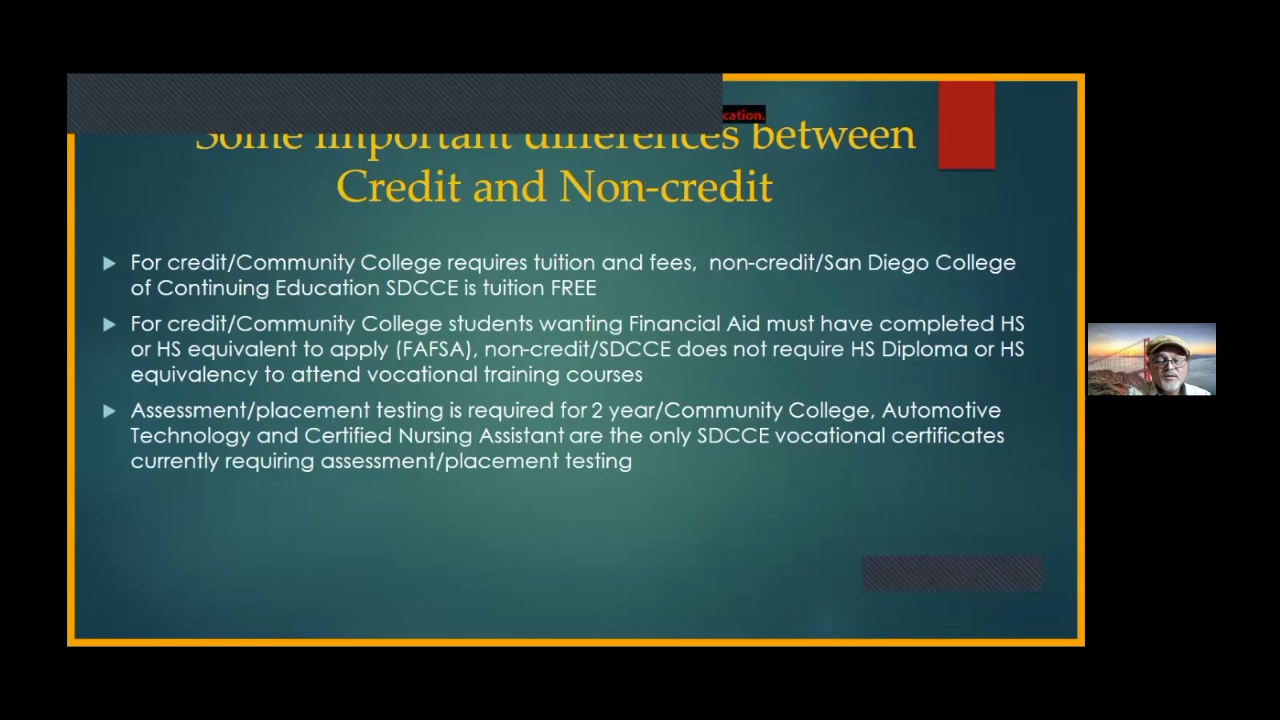 cation.
Some important differences between
Credit and Non-credit
For credit/Community College requires tuition and fees, non-credit/San Diego College
of Continuing Education SDCCE is tuition FREE
For credit/Community College students wanting Financial Aid must have completed HS
or HS equivalent to apply (FAFSA), non-credit/SDCCE does not require HS Diploma or HS
equivalency to attend vocational training courses
Assessment/placement testing is required for 2 year/Community College, Automotive
Technology and Certified Nursing Assistant are the only SDCCE vocational certificates
currently requiring assessment/placement testing